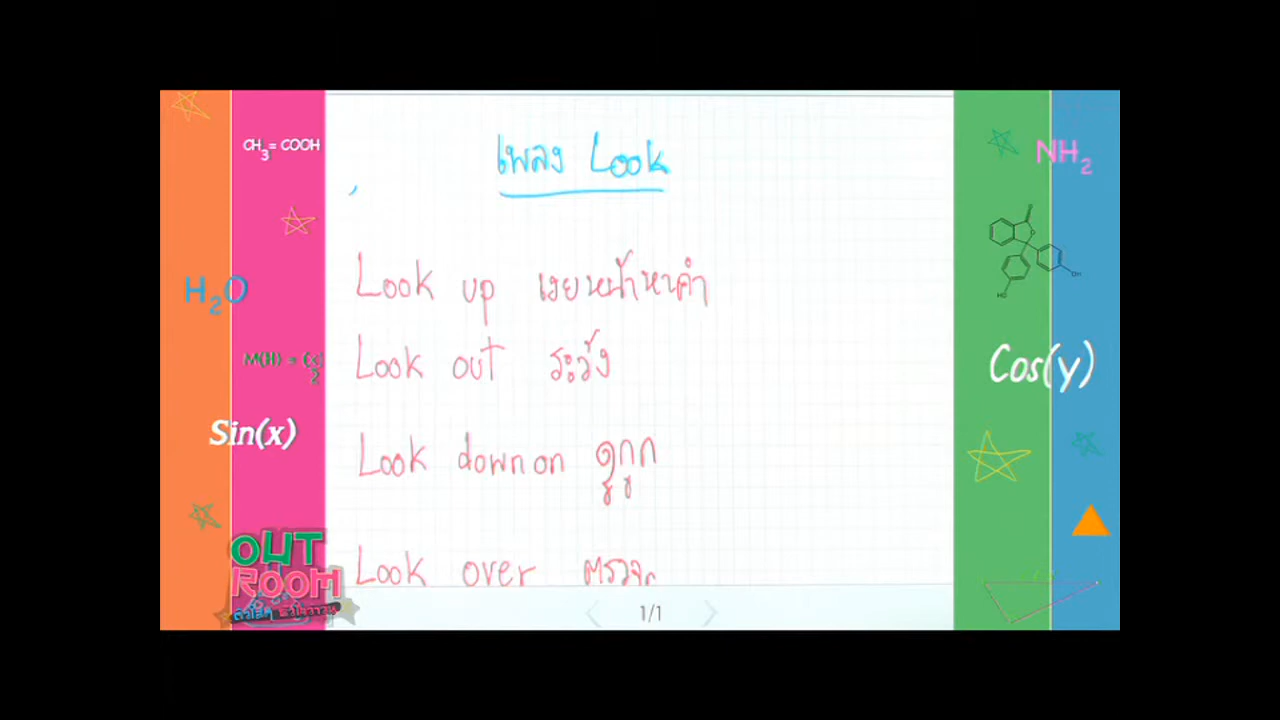 เพลง Look
CH3=COOH
NH2
Look up เงยหน้าหาคำ
H2O
Look out ระวัง
M(H) = (x)
2
Cos(y)
Sin(x)
Look down on ดูถูก
OUT
ROOM
Look over ตรวจ
1/1